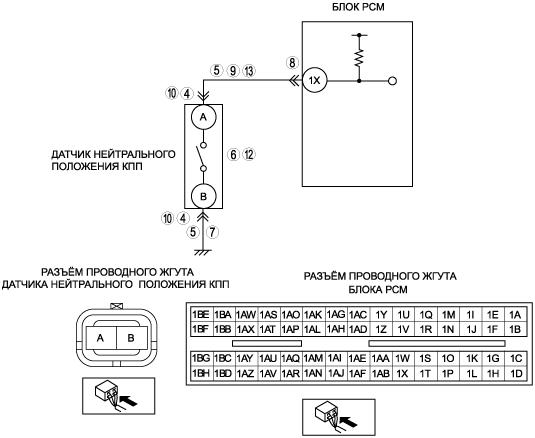 БЛОК PCM
8
5 9 13
1X
10 4
A
ДАТЧИК НЕЙТРАЛЬНОГО
ПОЛОЖЕНИЯ КПП
6 12
B
10 4
5 7
РАЗЪЁМ ПРОВОДНОГО ЖГУТА
ДАТЧИКА НЕЙТРАЛЬНОГО ПОЛОЖЕНИЯ КПП
A B
РАЗЪЁМ ПРОВОДНОГО ЖГУТА
БЛОКА PCM
1BE 1BA 1AW 1AS 1AO 1AK 1AG 1AC 1Y 1U 1Q 1M 1I 1E 1A
1BF 1BB 1AX 1AT 1AP 1AL 1AH 1AD 1Z 1V 1R 1N 1J 1F 1B
1BG 1BC 1AY 1AU 1AQ 1AM 1AI 1AE 1AA 1W 1S 1O 1K 1G 1C
1BH 1BD 1AZ 1AV 1AR 1AN 1AJ 1AF 1AB 1X 1T 1P 1L 1H 1D